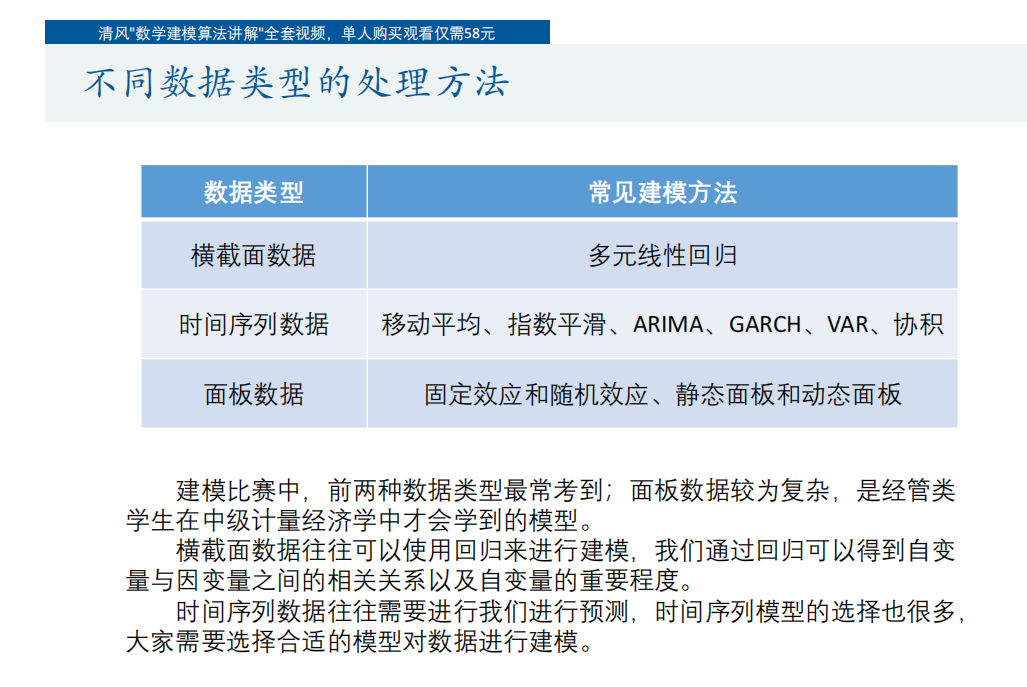 清风"数学建模算法讲解"全套视频，单人购买观看仅需58元
不同数据类型的处理方法
数据类型 常见建模方法
横截面数据 多元线性回归
时间序列数据 移动平均、指数平滑、ARIMA、GARCH、VAR、协积
面板数据 固定效应和随机效应、静态面板和动态面板
建模比赛中，前两种数据类型最常考到；面板数据较为复杂，是经管类
学生在中级计量经济学中才会学到的模型。
横截面数据往往可以使用回归来进行建模，我们通过回归可以得到自变
量与因变量之间的相关关系以及自变量的重要程度。
时间序列数据往往需要进行我们进行预测，时间序列模型的选择也很多，
大家需要选择合适的模型对数据进行建模。